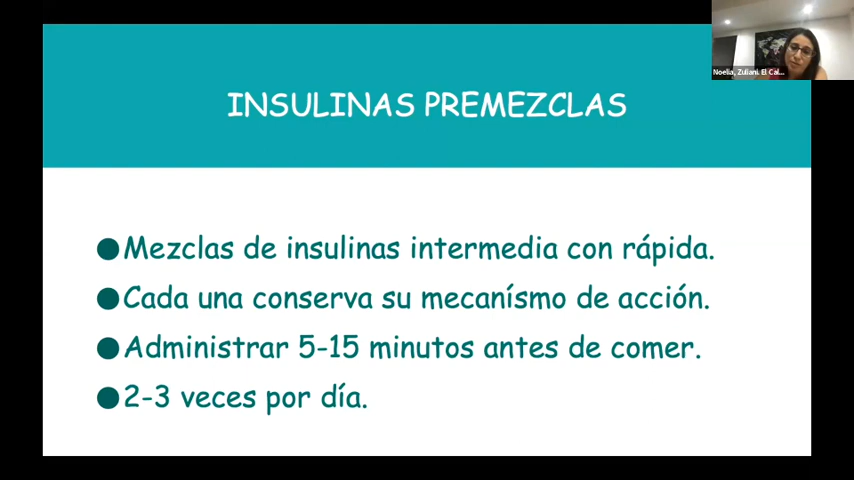 Noelia, Zuliani. El Cal...
INSULINAS PREMEZCLAS
●Mezclas de insulinas intermedia con rápida.
●Cada una conserva su mecanísmo de acción.
●Administrar 5-15 minutos antes de comer.
●2-3 veces por día.